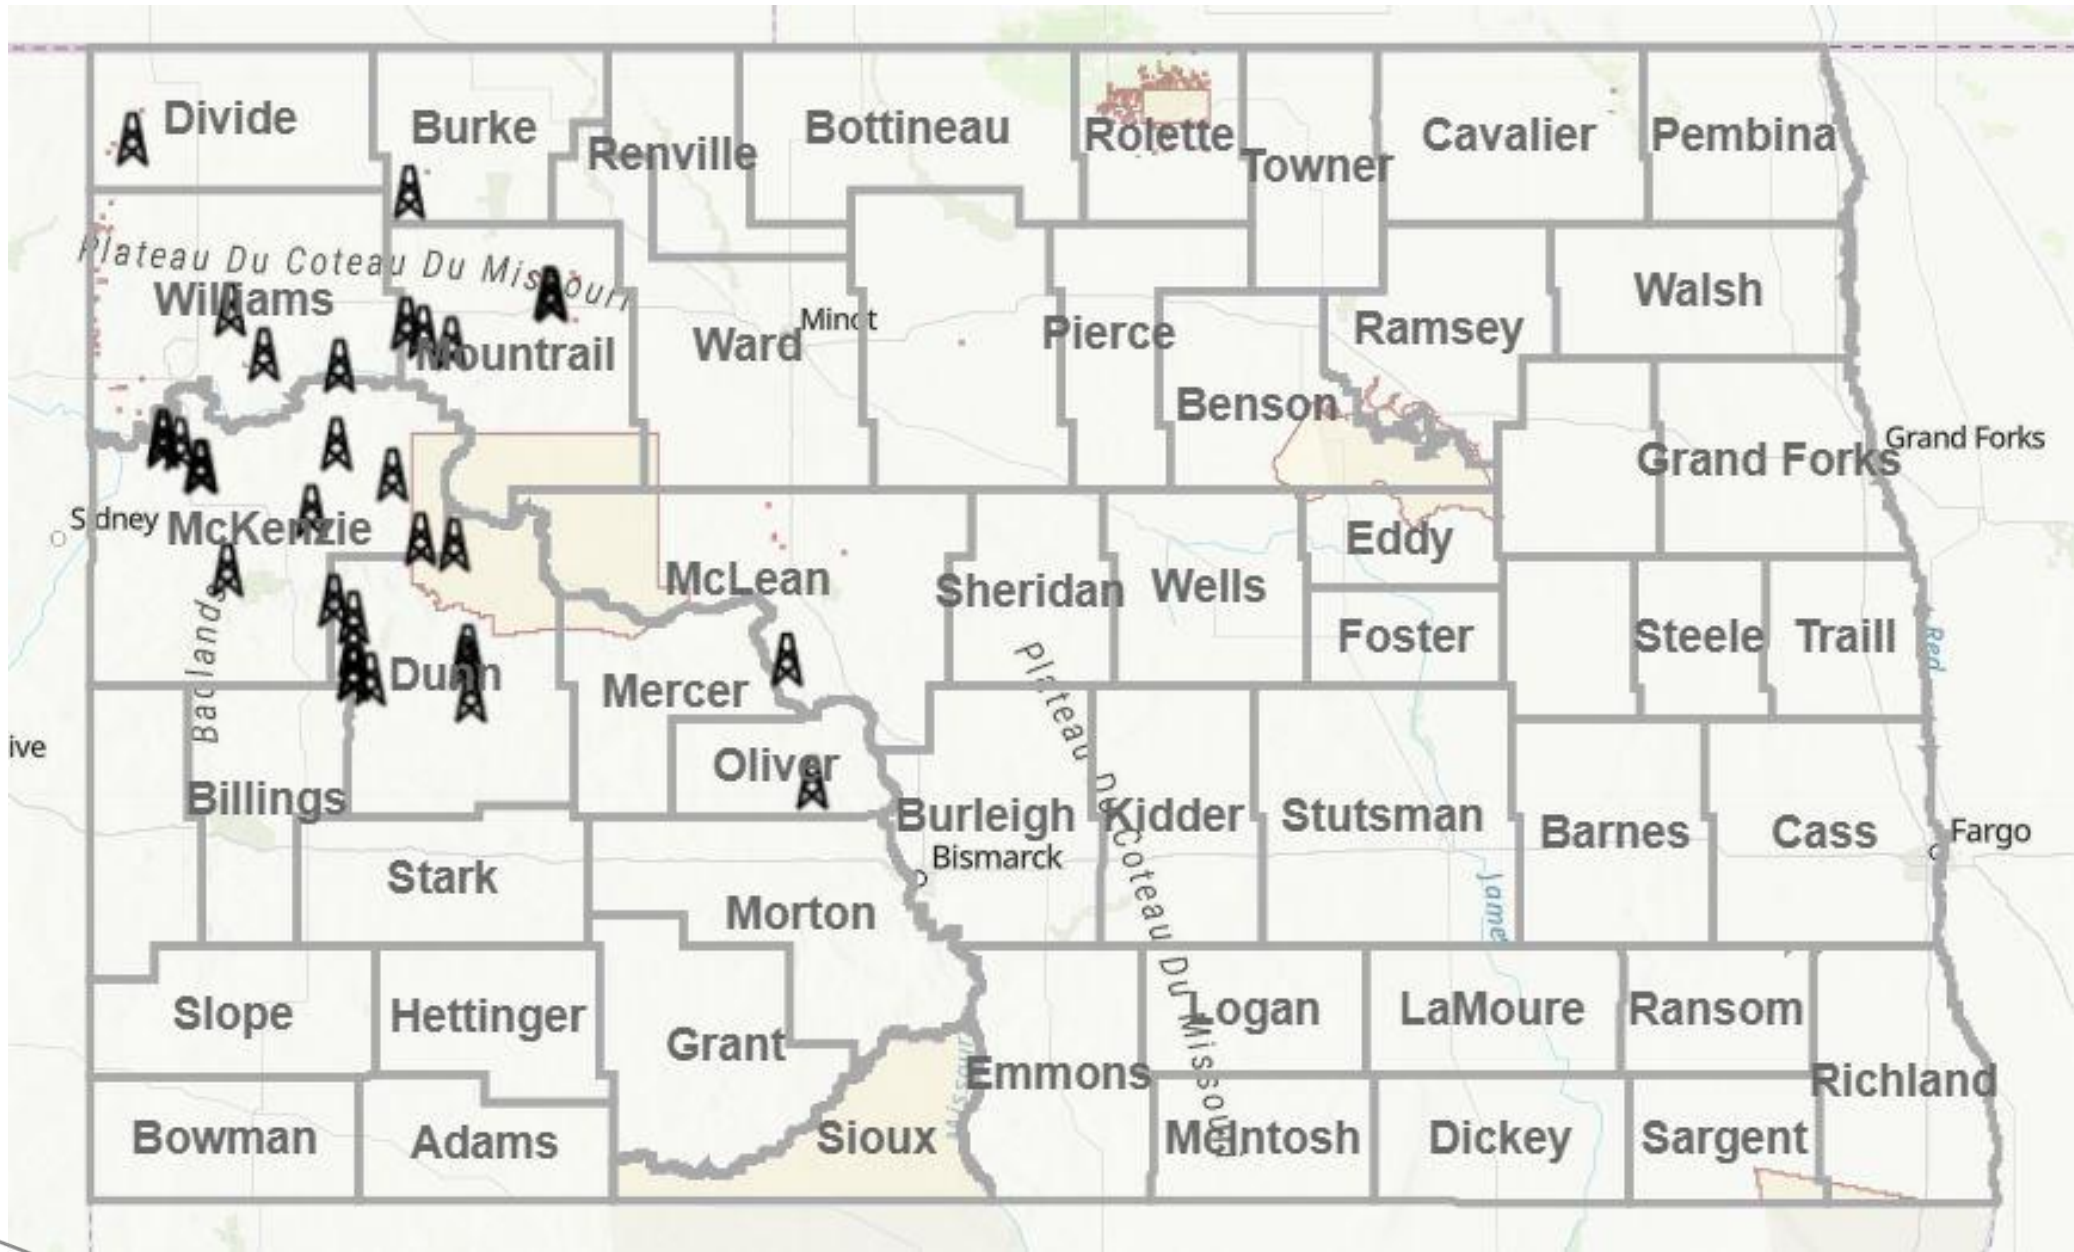 Divide
Burke
Renville
Bottineau
Rolette
Towner
Cavalier
Pembina
Plateau Du Coteau Du Missouri
Williams
Mountrail
Ward
Minot
Pierce
Benson
Ramsey
Walsh
Grand Forks
Grand Forks
Sidney
McKenzie
McLean
Sheridan
Wells
Eddy
Foster
Steele
Traill
Red
Badlands
Dunn
Mercer
Oliver
ive
Billings
Burleigh
Bismarck
Kidder
Plateau Du Coteau Du Missouri
Stutsman
Barnes
Cass
Fargo
Jame
Stark
Morton
Slope
Hettinger
Grant
Emmons
Logan
LaMoure
Ransom
Richland
Bowman
Adams
Sioux
McIntosh
Dickey
Sargent